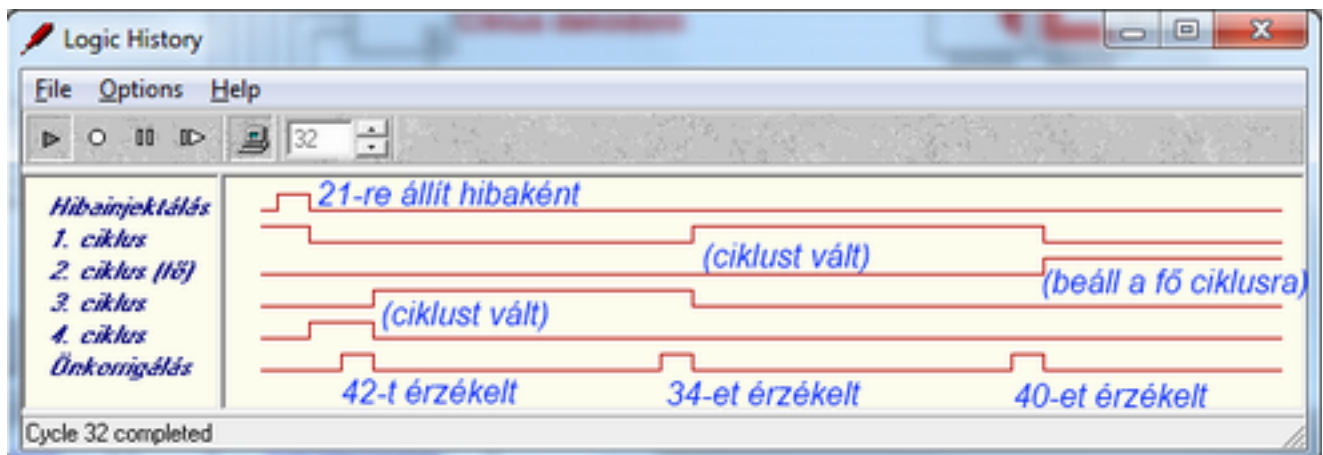 Logic History
File Options Help
32
Hibainjektálás
21-re állít hibaként
1. ciklus
(ciklust vált)
2. ciklus (fő)
(beáll a fő ciklusra)
3. ciklus
(ciklust vált)
4. ciklus
Önkorrigálás
42-t érzékelt 34-et érzékelt 40-et érzékelt
Cycle 32 completed